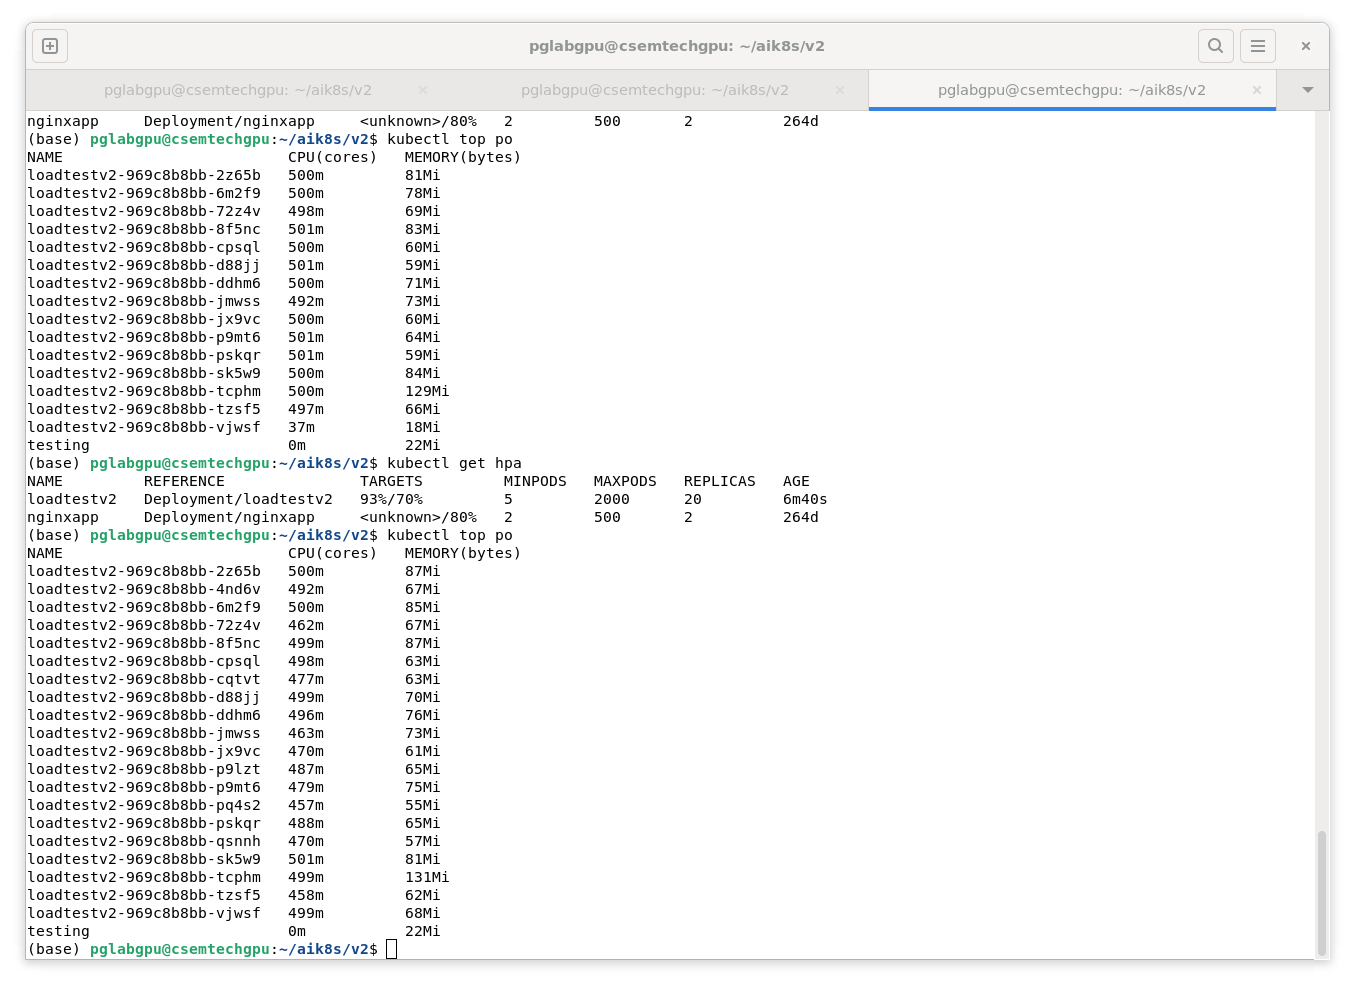 pglabgpu@csemtechgpu: ~/aik8s/v2
pglabgpu@csemtechgpu: ~/aik8s/v2 × pglabgpu@csemtechgpu: ~/aik8s/v2 × pglabgpu@csemtechgpu: ~/aik8s/v2 ×
nginxapp     Deployment/nginxapp     <unknown>/80%   2         500       2          264d
(base) pglabgpu@csemtechgpu:~/aik8s/v2$ kubectl top po
NAME                         CPU(cores)   MEMORY(bytes)
loadtestv2-969c8b8bb-2z65b   500m         81Mi
loadtestv2-969c8b8bb-6m2f9   500m         78Mi
loadtestv2-969c8b8bb-72z4v   498m         69Mi
loadtestv2-969c8b8bb-8f5nc   501m         83Mi
loadtestv2-969c8b8bb-cpsql   500m         60Mi
loadtestv2-969c8b8bb-d88jj   501m         59Mi
loadtestv2-969c8b8bb-ddhm6   500m         71Mi
loadtestv2-969c8b8bb-jmwss   492m         73Mi
loadtestv2-969c8b8bb-jx9vc   500m         60Mi
loadtestv2-969c8b8bb-p9mt6   501m         64Mi
loadtestv2-969c8b8bb-pskqr   501m         59Mi
loadtestv2-969c8b8bb-sk5w9   500m         84Mi
loadtestv2-969c8b8bb-tcphm   500m         129Mi
loadtestv2-969c8b8bb-tzsf5   497m         66Mi
loadtestv2-969c8b8bb-vjwsf   37m          18Mi
testing                      0m           22Mi
(base) pglabgpu@csemtechgpu:~/aik8s/v2$ kubectl get hpa
NAME         REFERENCE               TARGETS         MINPODS   MAXPODS   REPLICAS   AGE
loadtestv2   Deployment/loadtestv2   93%/70%         5         2000      20         6m40s
nginxapp     Deployment/nginxapp     <unknown>/80%   2         500       2          264d
(base) pglabgpu@csemtechgpu:~/aik8s/v2$ kubectl top po
NAME                         CPU(cores)   MEMORY(bytes)
loadtestv2-969c8b8bb-2z65b   500m         87Mi
loadtestv2-969c8b8bb-4nd6v   492m         67Mi
loadtestv2-969c8b8bb-6m2f9   500m         85Mi
loadtestv2-969c8b8bb-72z4v   462m         67Mi
loadtestv2-969c8b8bb-8f5nc   499m         87Mi
loadtestv2-969c8b8bb-cpsql   498m         63Mi
loadtestv2-969c8b8bb-cqtvt   477m         63Mi
loadtestv2-969c8b8bb-d88jj   499m         70Mi
loadtestv2-969c8b8bb-ddhm6   496m         76Mi
loadtestv2-969c8b8bb-jmwss   463m         73Mi
loadtestv2-969c8b8bb-jx9vc   470m         61Mi
loadtestv2-969c8b8bb-p9lzt   487m         65Mi
loadtestv2-969c8b8bb-p9mt6   479m         75Mi
loadtestv2-969c8b8bb-pq4s2   457m         55Mi
loadtestv2-969c8b8bb-pskqr   488m         65Mi
loadtestv2-969c8b8bb-qsnnh   470m         57Mi
loadtestv2-969c8b8bb-sk5w9   501m         81Mi
loadtestv2-969c8b8bb-tcphm   499m         131Mi
loadtestv2-969c8b8bb-tzsf5   458m         62Mi
loadtestv2-969c8b8bb-vjwsf   499m         68Mi
testing                      0m           22Mi
(base) pglabgpu@csemtechgpu:~/aik8s/v2$